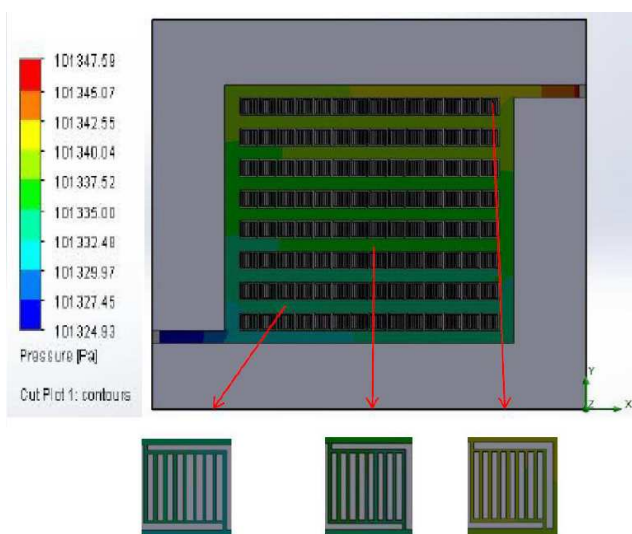 101347.59
101345.07
101342.55
101340.04
101337.52
101335.00
101332.48
101329.97
101327.45
101324.93
Pressure [Pa]
Cut Plot 1: contours
Y
Z
X